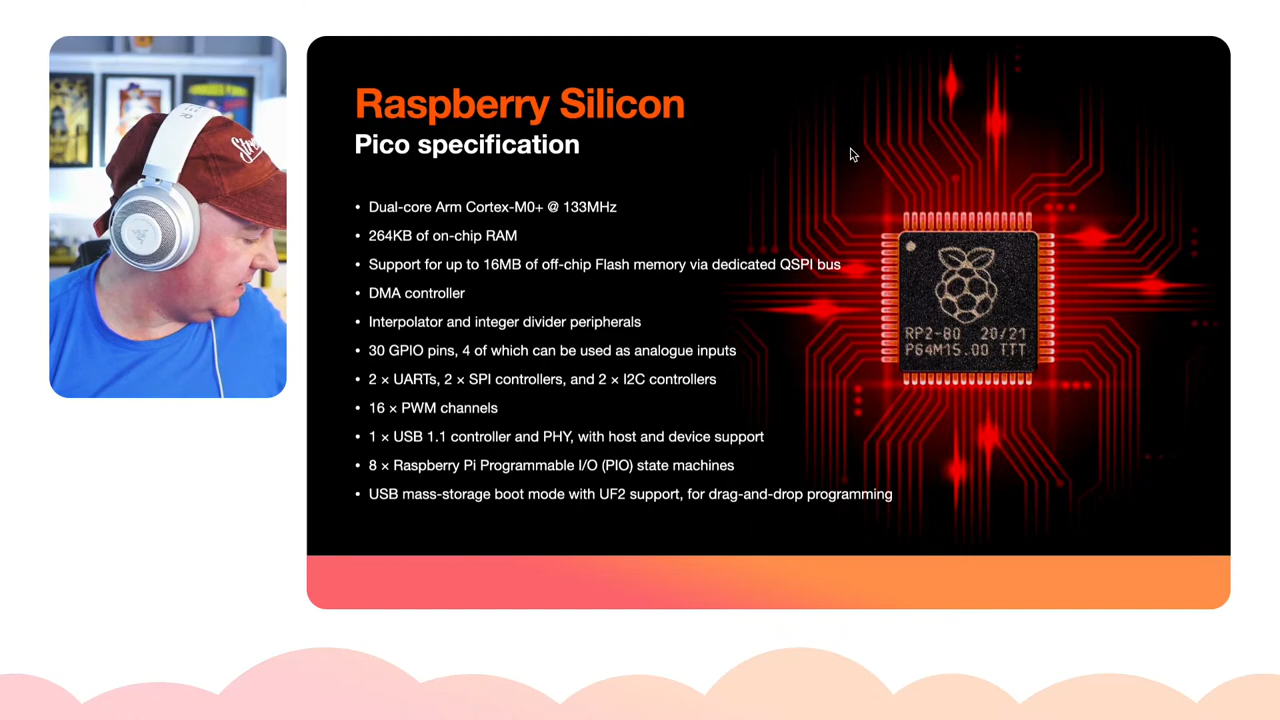 Raspberry Silicon
Pico specification
• Dual-core Arm Cortex-M0+ @ 133MHz
• 264KB of on-chip RAM
• Support for up to 16MB of off-chip Flash memory via dedicated QSPI bus
• DMA controller
• Interpolator and integer divider peripherals
• 30 GPIO pins, 4 of which can be used as analogue inputs
• 2 × UARTs, 2 × SPI controllers, and 2 × I2C controllers
• 16 × PWM channels
• 1 × USB 1.1 controller and PHY, with host and device support
• 8 × Raspberry Pi Programmable I/O (PIO) state machines
• USB mass-storage boot mode with UF2 support, for drag-and-drop programming
RP2-B0 20/21
P64M15.00 TTT